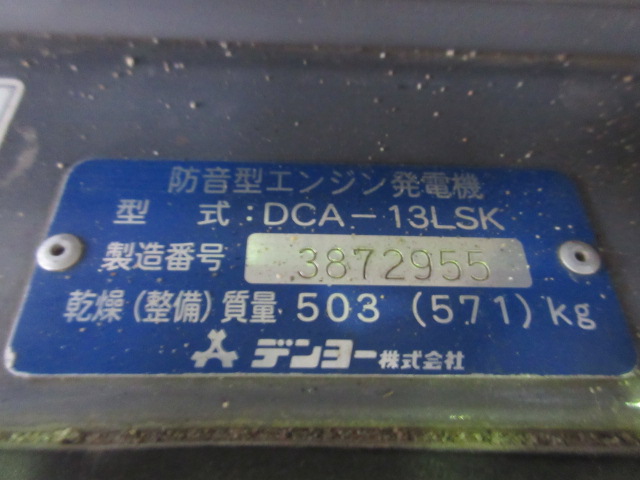 防音型エンジン発電機
型 式：DCA－13LSK
製造番号 3872955
乾燥（整備）質量 503（571）kg
デンヨー株式会社